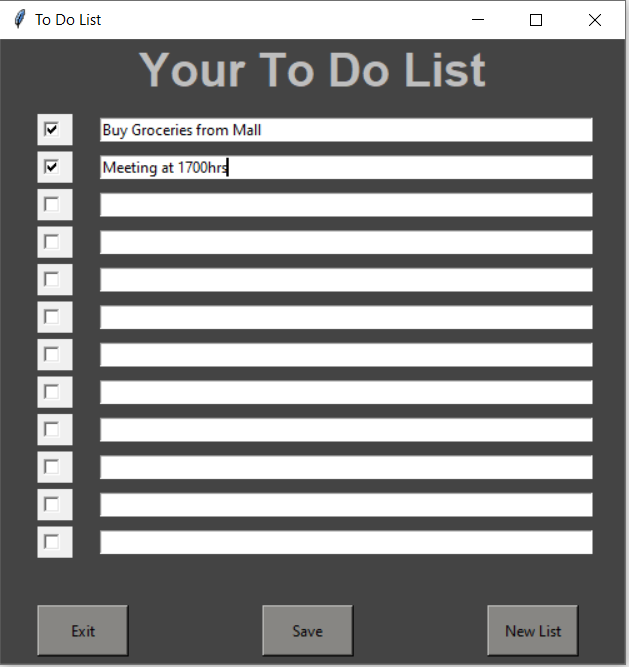 To Do List
Your To Do List
Buy Groceries from Mall
Meeting at 1700hrs
Exit
Save
New List